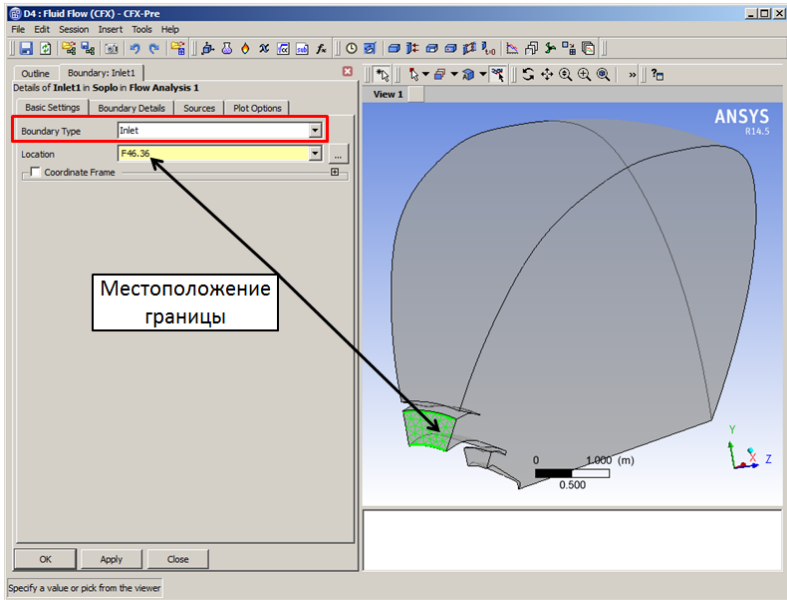 D4 : Fluid Flow (CFX) - CFX-Pre
File Edit Session Insert Tools Help
Outline Boundary: Inlet1
Details of Inlet1 in Soplo in Flow Analysis 1
Basic Settings Boundary Details Sources Plot Options
Boundary Type Inlet
Location F46.36 ...
Coordinate Frame
Местоположение
границы
OK Apply Close
Specify a value or pick from the viewer
View 1
ANSYS
R14.5
0 1.000 (m)
0.500
Y
X Z